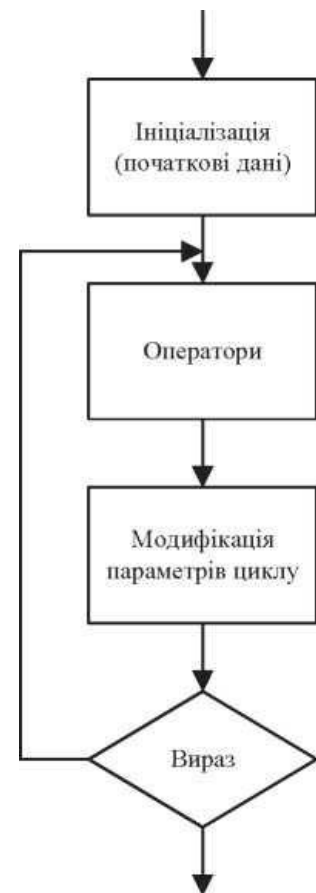 Ініціалізація
(початкові дані)
Оператори
Модифікація
параметрів циклу
Вираз